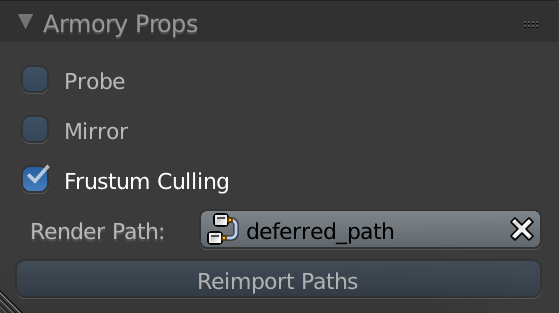 Armory Props
Probe
Mirror
Frustum Culling
Render Path: deferred_path
Reimport Paths